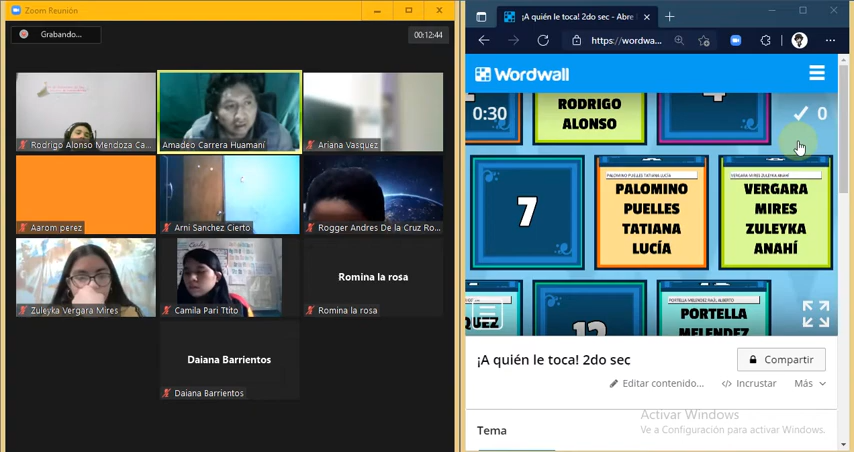 Zoom Reunión
Grabando...
00:12:44
Rodrigo Alonso Mendoza Ca...
Amadeo Carrera Huamaní
Ariana Vasquez
Aarom perez
Arni Sanchez Cierto
Rogger Andres De la Cruz Ro...
Zuleyka Vergara Mires
Camila Pari Ttito
Romina la rosa
Romina la rosa
Daiana Barrientos
Daiana Barrientos
¡A quién le toca! 2do sec - Abre
https://wordwa...
Wordwall
0:30
RODRIGO
ALONSO
0
7
PALOMINO PUELLES TATIANA LUCÍA
PALOMINO
PUELLES
TATIANA
LUCÍA
VERGARA MIRES ZULEYKA ANAHÍ
VERGARA
MIRES
ZULEYKA
ANAHÍ
12
PORTELLA MELENDEZ RAUL ALBERTO
PORTELLA
MELENDEZ
¡A quién le toca! 2do sec
Compartir
Editar contenido...
Incrustar
Más
Activar Windows
Ve a Configuración para activar Windows.
Tema